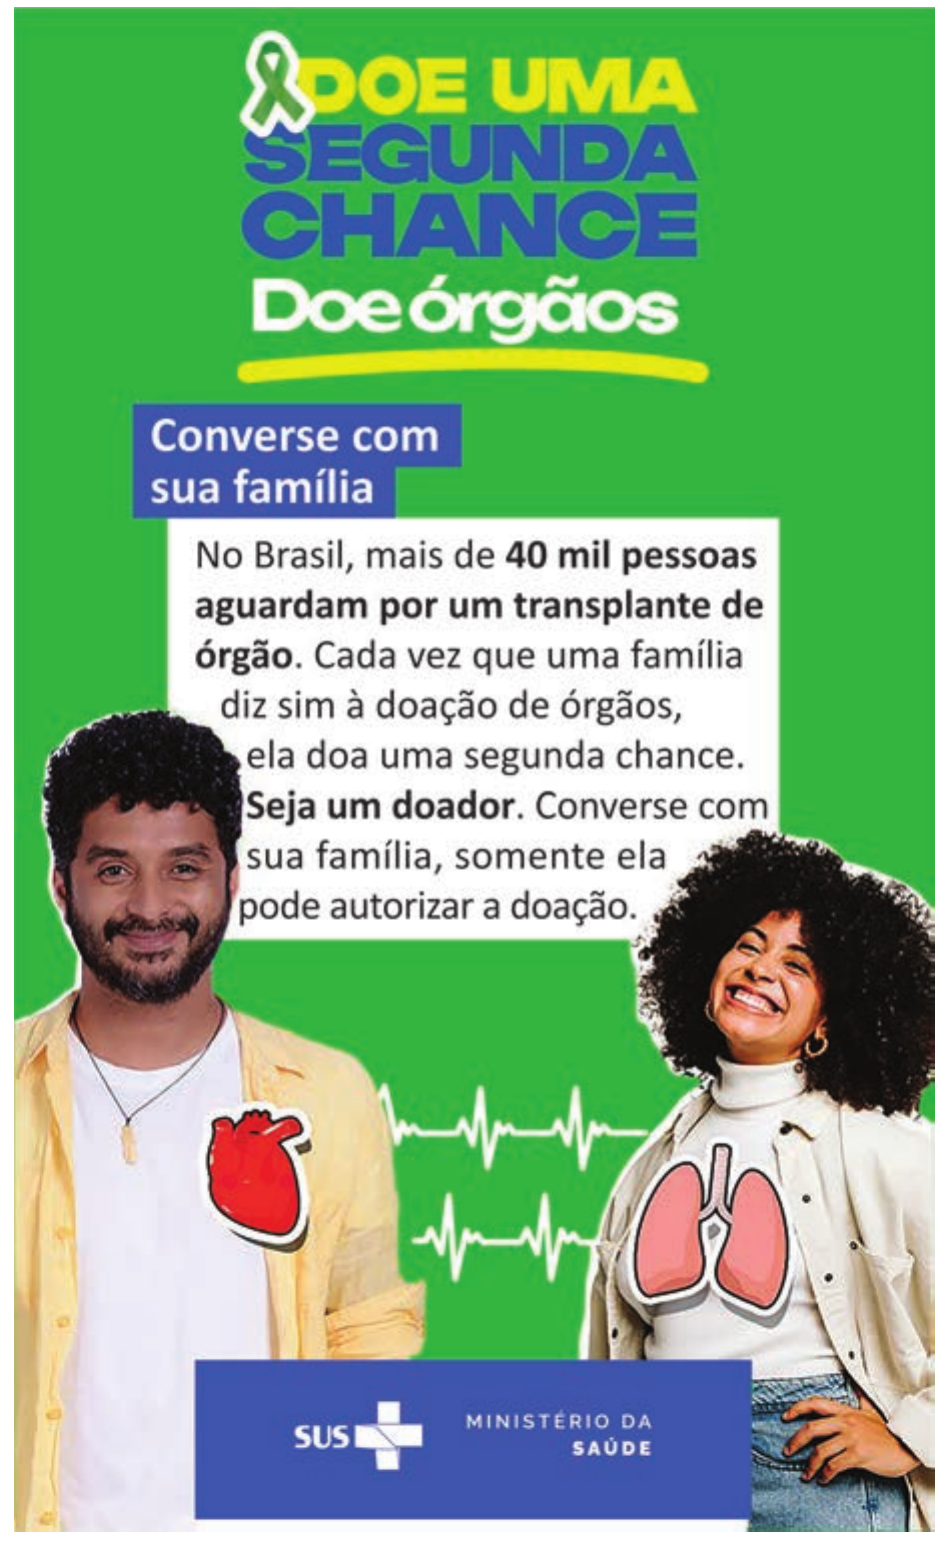 DOE UMA
SEGUNDA
CHANCE
Doe órgãos
Converse com
sua família
No Brasil, mais de 40 mil pessoas
aguardam por um transplante de
órgão. Cada vez que uma família
diz sim à doação de órgãos,
ela doa uma segunda chance.
Seja um doador. Converse com
sua família, somente ela
pode autorizar a doação.
SUS
MINISTÉRIO DA
SAÚDE